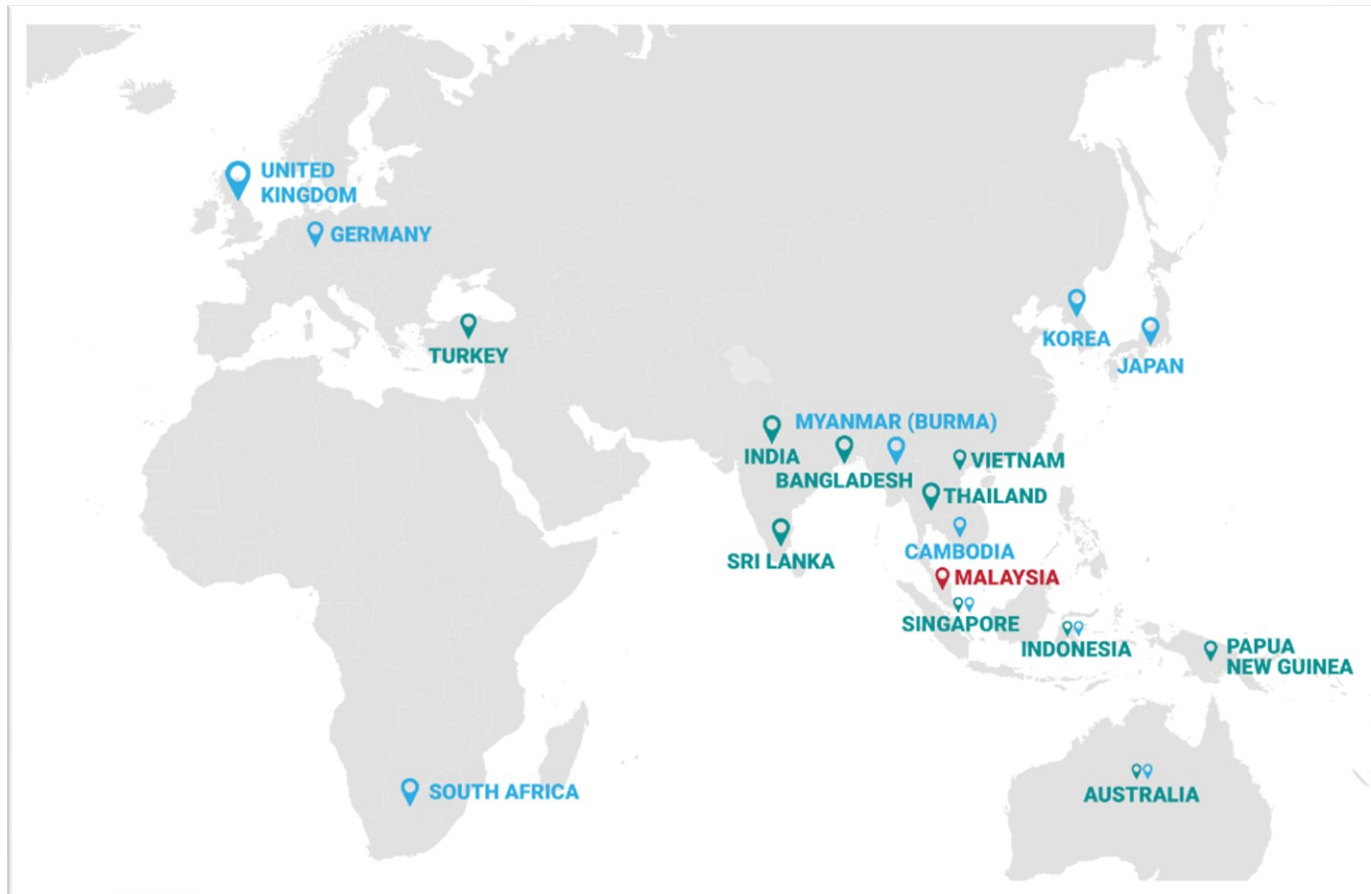 UNITED
KINGDOM
GERMANY
TURKEY
KOREA
JAPAN
MYANMAR (BURMA)
INDIA
BANGLADESH
VIETNAM
THAILAND
SRI LANKA
CAMBODIA
MALAYSIA
SINGAPORE
INDONESIA
PAPUA
NEW GUINEA
SOUTH AFRICA
AUSTRALIA